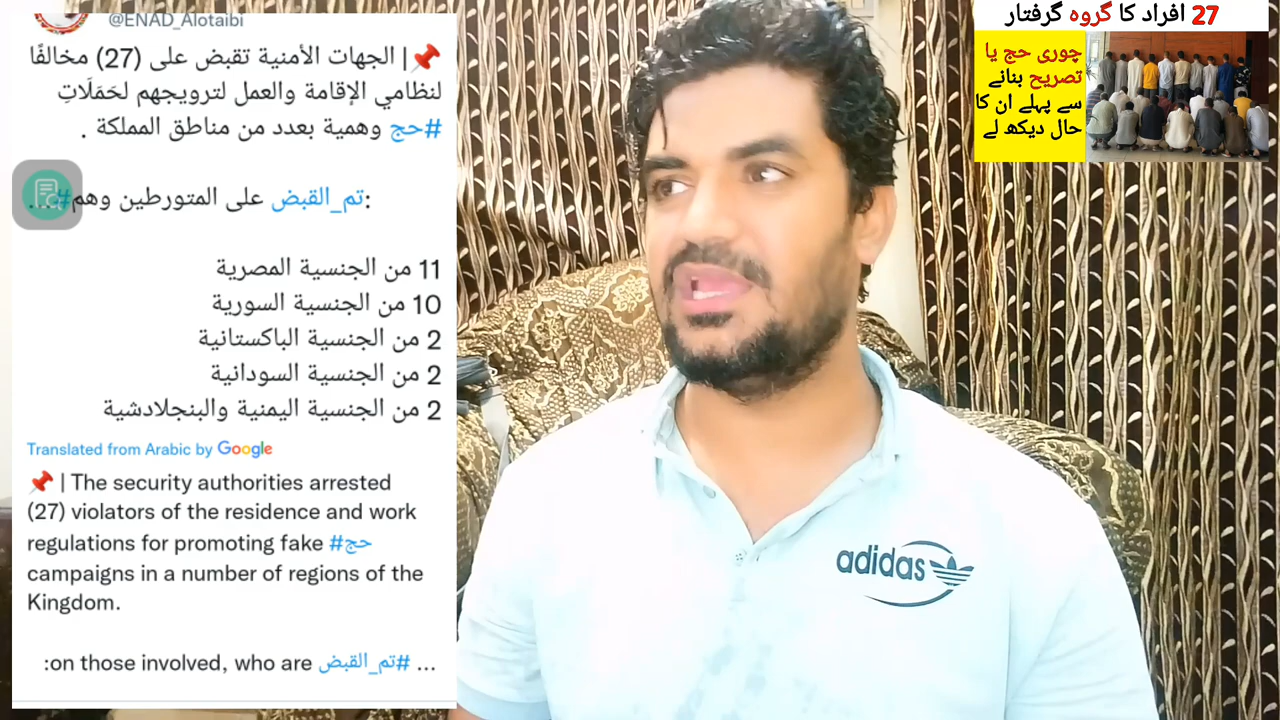 @ENAD_Alotaibi
📌| الجهات الأمنية تقبض على (27) مخالفًا
لنظامي الإقامة والعمل لترويجهم لحَمَلَاتِ
#حج وهمية بعدد من مناطق المملكة .
:تم_القبض على المتورطين وهم#...
11 من الجنسية المصرية
10 من الجنسية السورية
2 من الجنسية الباكستانية
2 من الجنسية السودانية
2 من الجنسية اليمنية والبنجلادشية
Translated from Arabic by Google
📌 | The security authorities arrested
(27) violators of the residence and work
regulations for promoting fake #حج
campaigns in a number of regions of the
Kingdom.
:on those involved, who are تم_القبض# ...
27 افراد کا گروہ گرفتار
چوری حج یا
تصریح بنانے
سے پہلے ان کا
حال دیکھ لے
adidas